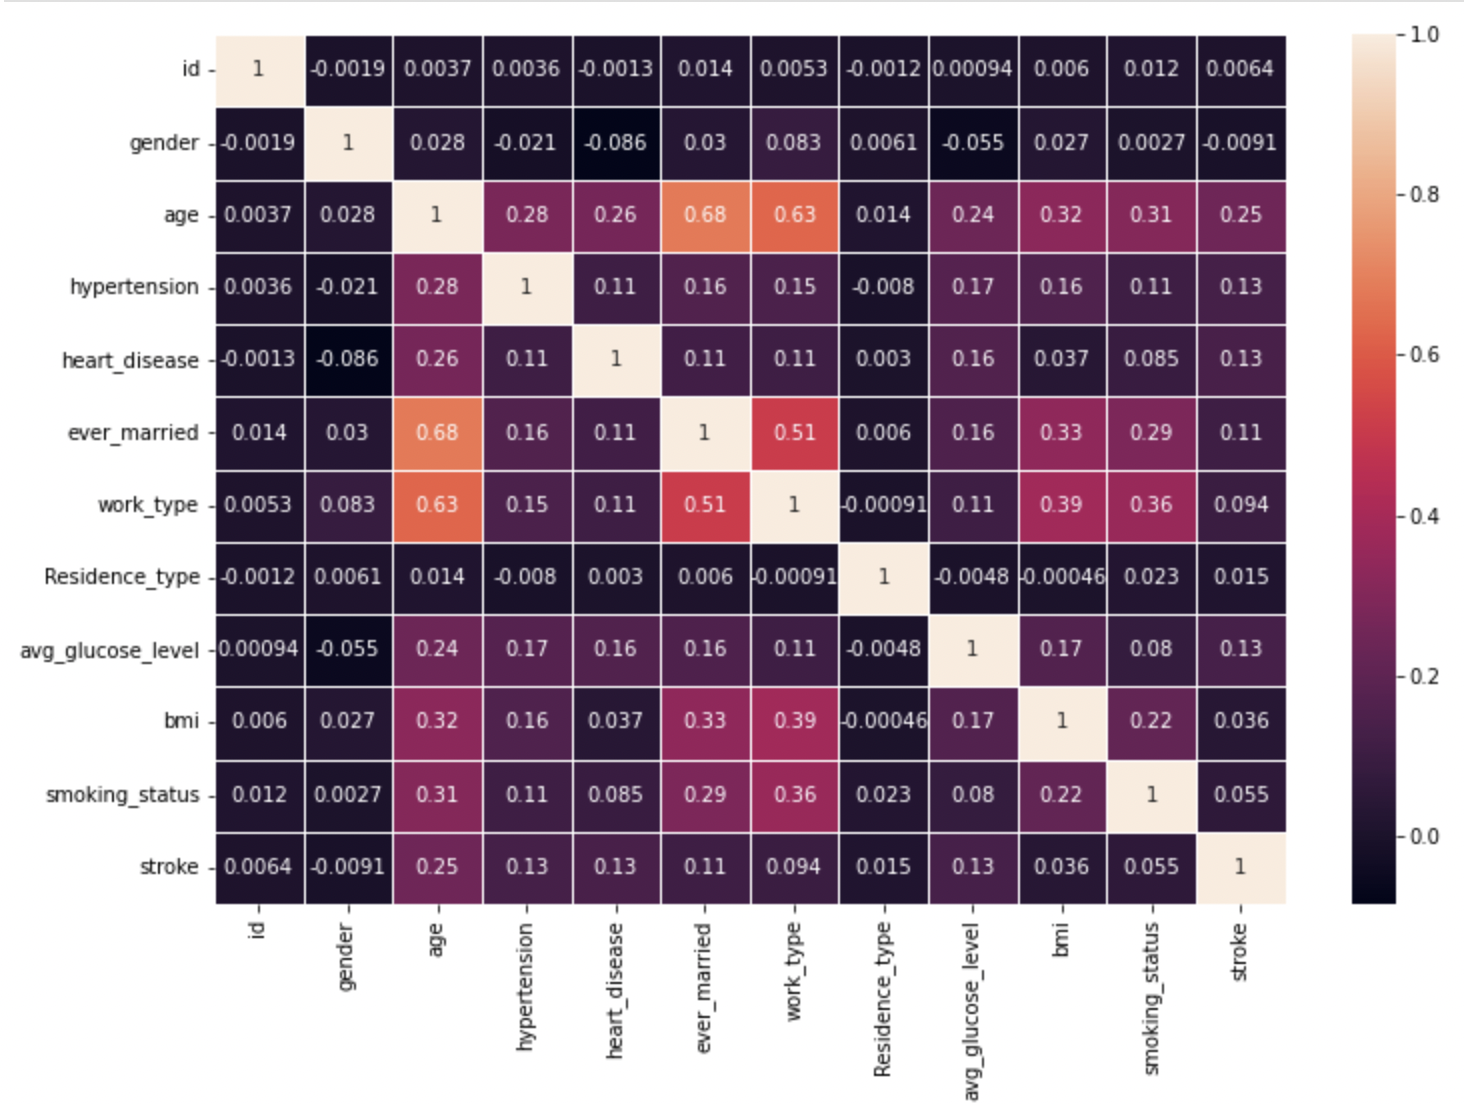 id 1 -0.0019 0.0037 0.0036 -0.0013 0.014 0.0053 -0.0012 0.00094 0.006 0.012 0.0064
gender -0.0019 1 0.028 -0.021 -0.086 0.03 0.083 0.0061 -0.055 0.027 0.0027 -0.0091
age 0.0037 0.028 1 0.28 0.26 0.68 0.63 0.014 0.24 0.32 0.31 0.25
hypertension 0.0036 -0.021 0.28 1 0.11 0.16 0.15 -0.008 0.17 0.16 0.11 0.13
heart_disease -0.0013 -0.086 0.26 0.11 1 0.11 0.11 0.003 0.16 0.037 0.085 0.13
ever_married 0.014 0.03 0.68 0.16 0.11 1 0.51 0.006 0.16 0.33 0.29 0.11
work_type 0.0053 0.083 0.63 0.15 0.11 0.51 1 -0.00091 0.11 0.39 0.36 0.094
Residence_type -0.0012 0.0061 0.014 -0.008 0.003 0.006 -0.00091 1 -0.0048 -0.00046 0.023 0.015
avg_glucose_level 0.00094 -0.055 0.24 0.17 0.16 0.16 0.11 -0.0048 1 0.17 0.08 0.13
bmi 0.006 0.027 0.32 0.16 0.037 0.33 0.39 -0.00046 0.17 1 0.22 0.036
smoking_status 0.012 0.0027 0.31 0.11 0.085 0.29 0.36 0.023 0.08 0.22 1 0.055
stroke 0.0064 -0.0091 0.25 0.13 0.13 0.11 0.094 0.015 0.13 0.036 0.055 1
id gender age hypertension heart_disease ever_married work_type Residence_type avg_glucose_level bmi smoking_status stroke
1.0
0.8
0.6
0.4
0.2
0.0